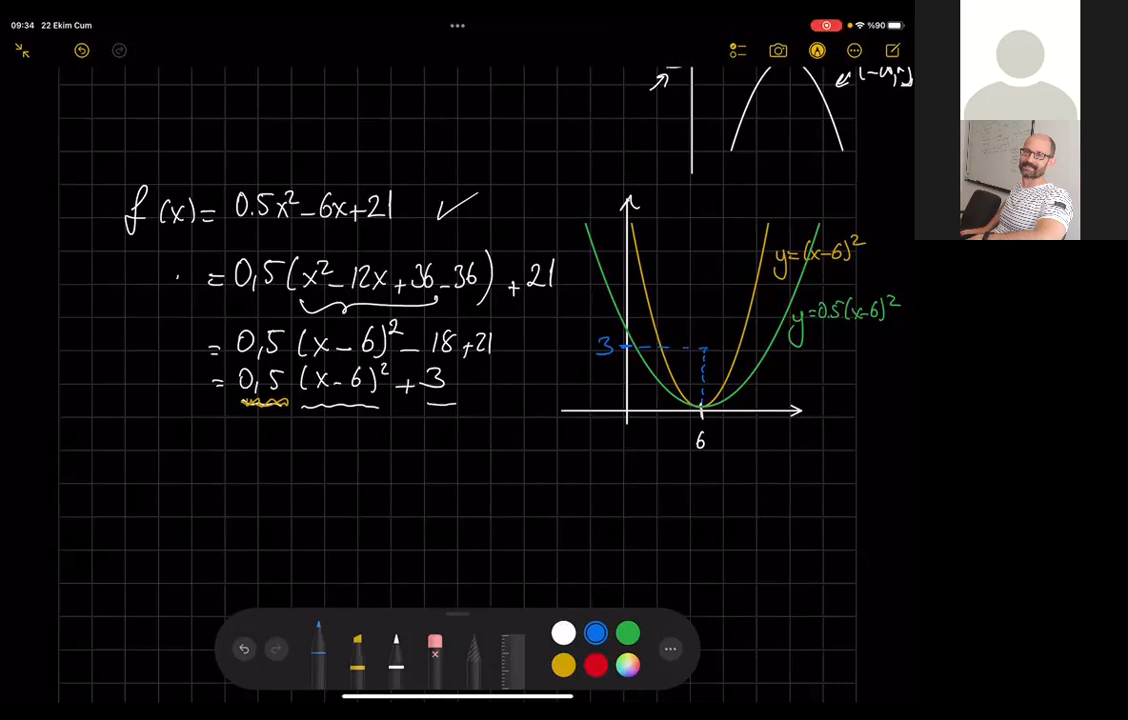 09:34 22 Ekim Cum
%90
f(x) = 0.5x² - 6x + 21 ✓
= 0,5(x² - 12x + 36 - 36) + 21
= 0,5(x - 6)² - 18 + 21
= 0,5(x - 6)² + 3
y=(x-6)²
y=0.5(x-6)²
3
6